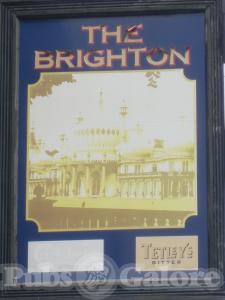 THE
BRIGHTON
TETLEY'S
BITTER
Pubs Galore